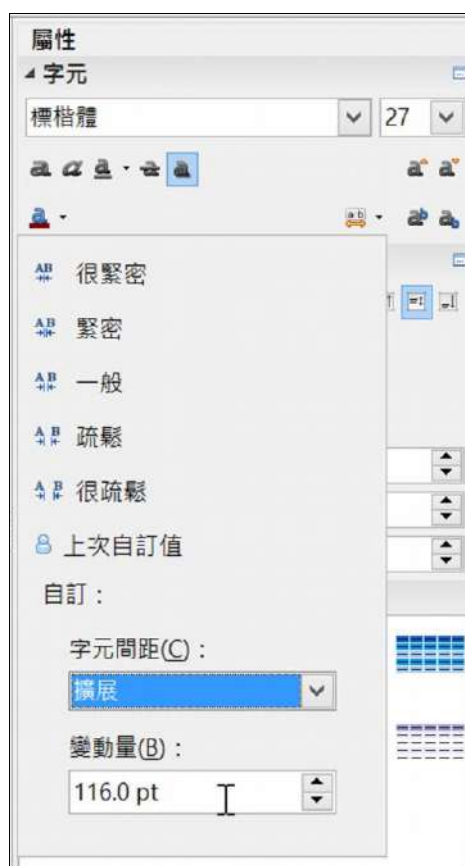 屬性
字元
標楷體 27
很緊密
緊密
一般
疏鬆
很疏鬆
上次自訂值
自訂：
字元間距(C)：
擴展
變動量(B)：
116.0 pt